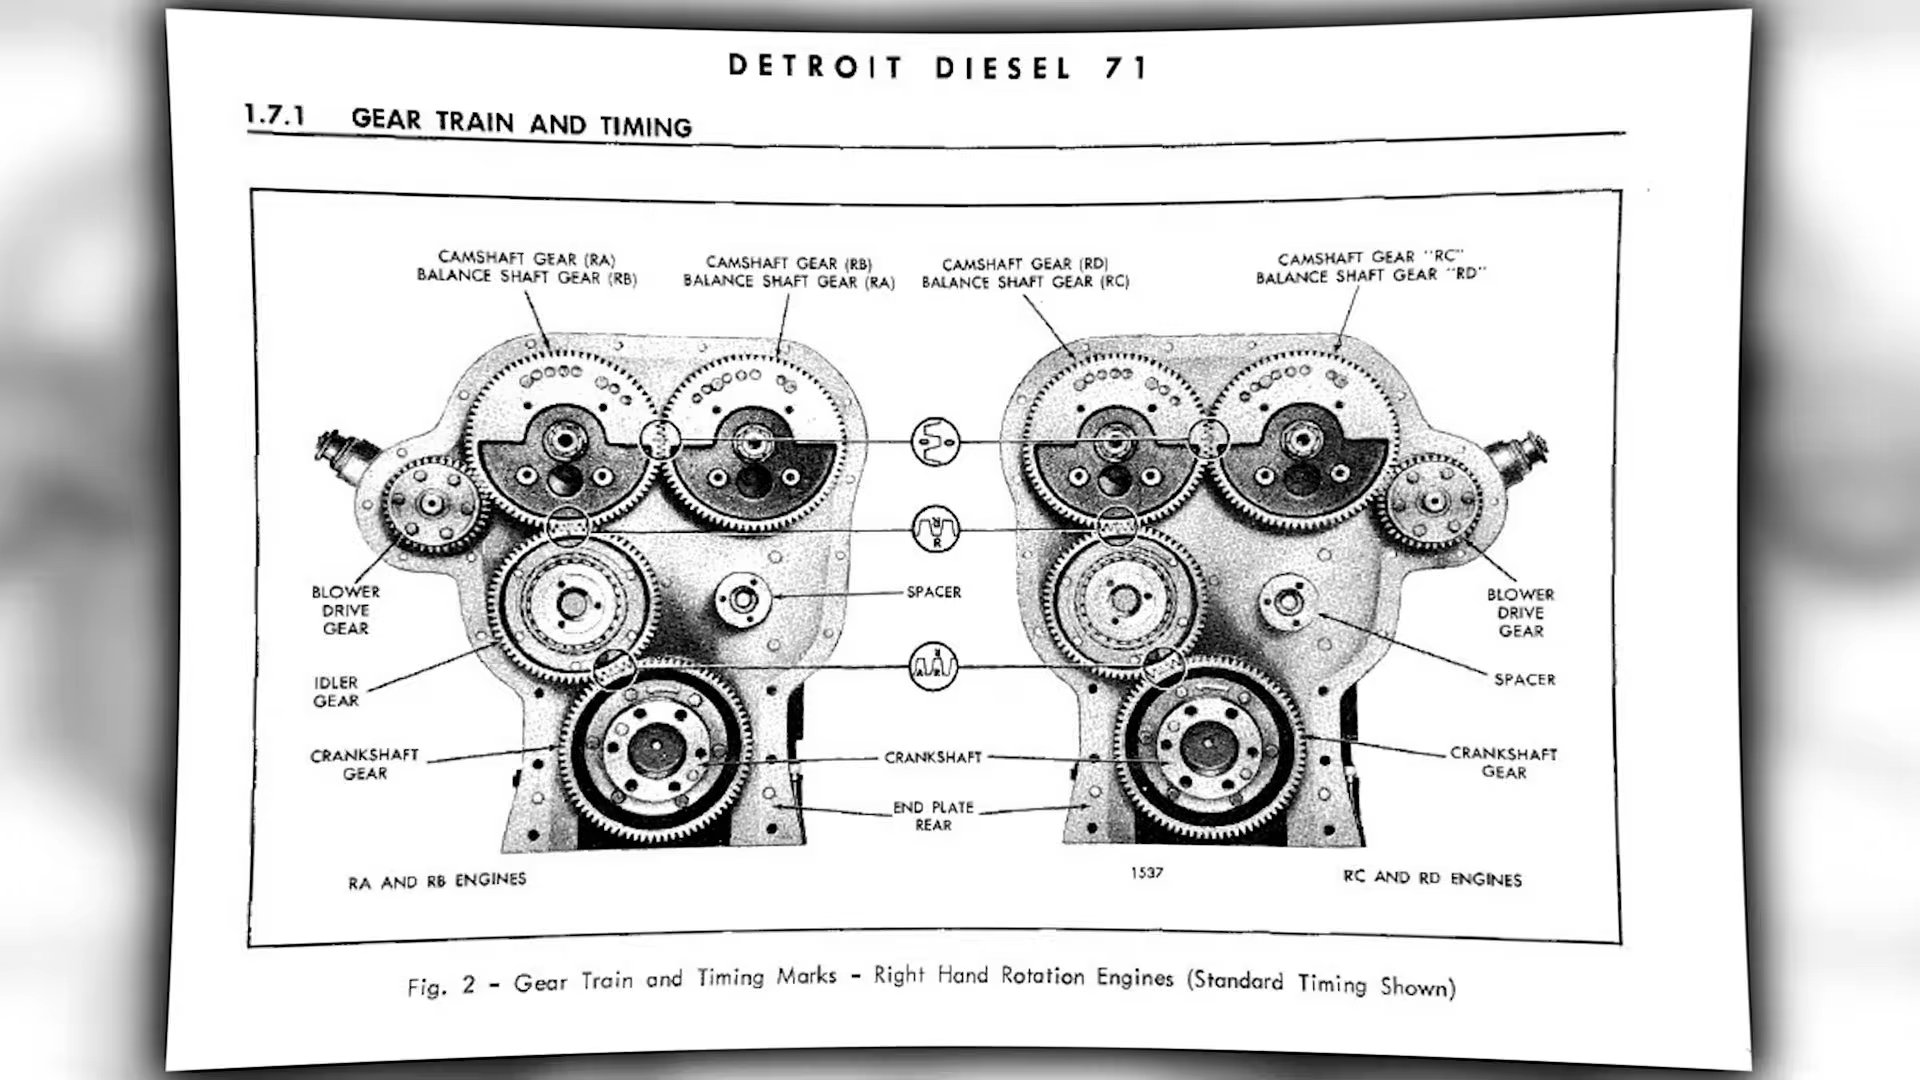 DETROIT DIESEL 71
1.7.1 GEAR TRAIN AND TIMING
CAMSHAFT GEAR (RA)
BALANCE SHAFT GEAR (RB)
CAMSHAFT GEAR (RB)
BALANCE SHAFT GEAR (RA)
CAMSHAFT GEAR (RD)
BALANCE SHAFT GEAR (RC)
CAMSHAFT GEAR "RC"
BALANCE SHAFT GEAR "RD"
R
R
BLOWER
DRIVE
GEAR
SPACER
BLOWER
DRIVE
GEAR
IDLER
GEAR
R
A R
SPACER
CRANKSHAFT
GEAR
CRANKSHAFT
CRANKSHAFT
GEAR
END PLATE
REAR
RA AND RB ENGINES
1537
RC AND RD ENGINES
Fig. 2 - Gear Train and Timing Marks - Right Hand Rotation Engines (Standard Timing Shown)